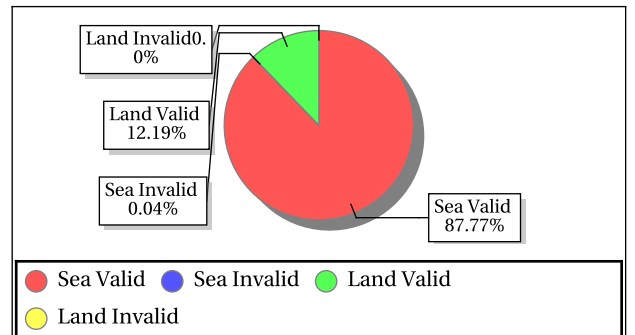 Land Invalid0.
0%
Land Valid
12.19%
Sea Invalid
0.04%
Sea Valid
87.77%
Sea Valid Sea Invalid Land Valid
Land Invalid